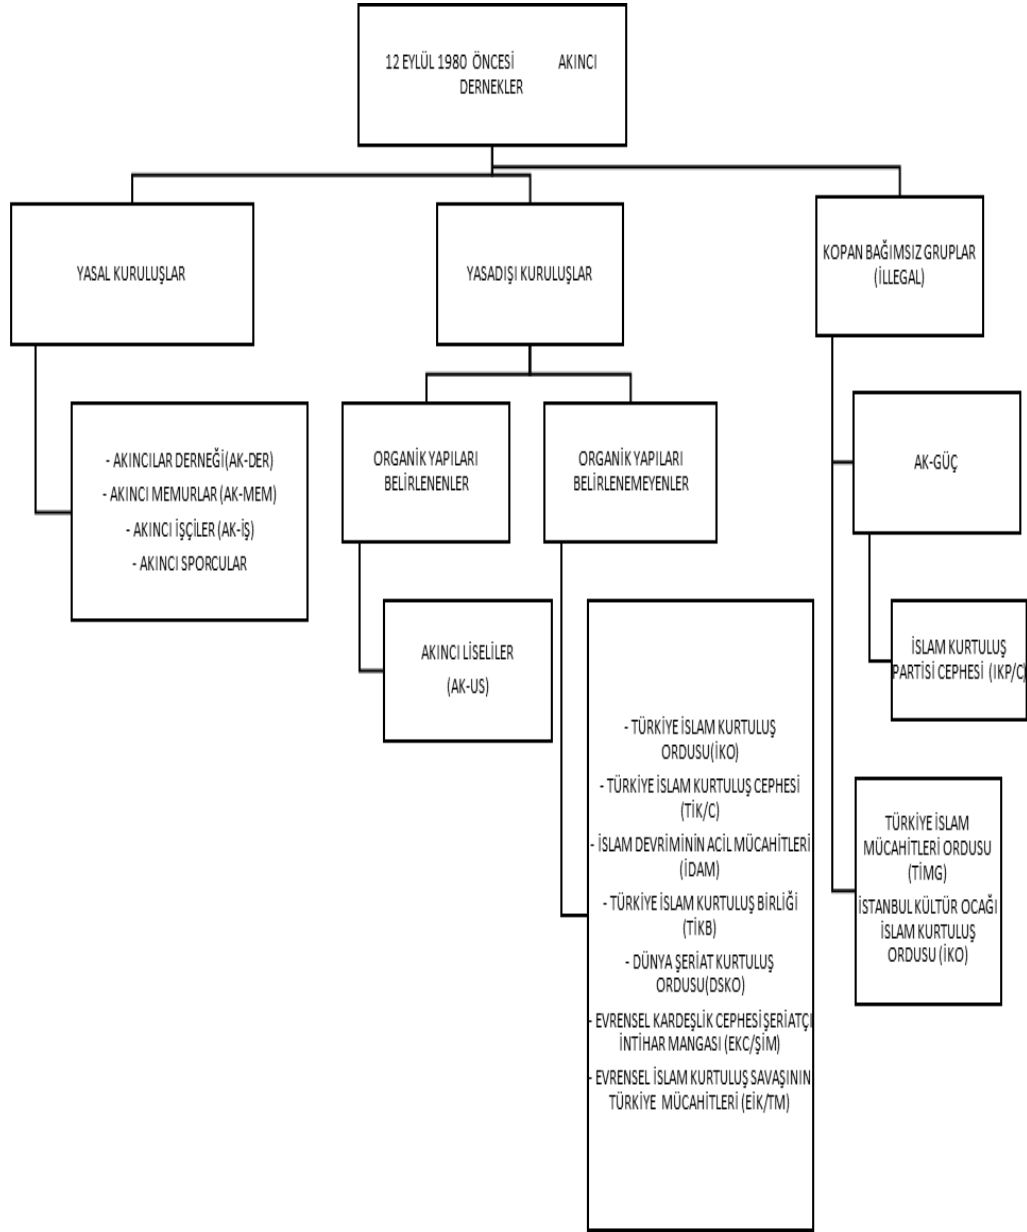 12 EYLÜL 1980 ÖNCESİ AKINCI
DERNEKLER
YASAL KURULUŞLAR
YASADIŞI KURULUŞLAR
KOPAN BAĞIMSIZ GRUPLAR
(İLLEGAL)
- AKINCILAR DERNEĞİ(AK-DER)
- AKINCI MEMURLAR (AK-MEM)
- AKINCI İŞÇİLER (AK-İŞ)
- AKINCI SPORCULAR
ORGANİK YAPILARI
BELİRLENENLER
ORGANİK YAPILARI
BELİRLENEMEYENLER
AK-GÜÇ
AKINCI LİSELİLER
(AK-US)
İSLAM KURTULUŞ
PARTİSİ CEPHESİ (IKP/C)
- TÜRKİYE İSLAM KURTULUŞ
ORDUSU(İKO)
- TÜRKİYE İSLAM KURTULUŞ CEPHESİ
(TİK/C)
- İSLAM DEVRİMİNİN ACİL MÜCAHİTLERİ
(İDAM)
- TÜRKİYE İSLAM KURTULUŞ BİRLİĞİ
(TİKB)
- DÜNYA ŞERİAT KURTULUŞ
ORDUSU(DSKO)
- EVRENSEL KARDEŞLİK CEPHESİ ŞERİATÇI
İNTİHAR MANGASI (EKC/ŞİM)
- EVRENSEL İSLAM KURTULUŞ SAVAŞININ
TÜRKİYE MÜCAHİTLERİ (EİK/TM)
TÜRKİYE İSLAM
MÜCAHİTLERİ ORDUSU
(TİMG)
İSTANBUL KÜLTÜR OCAĞI
İSLAM KURTULUŞ
ORDUSU (İKO)